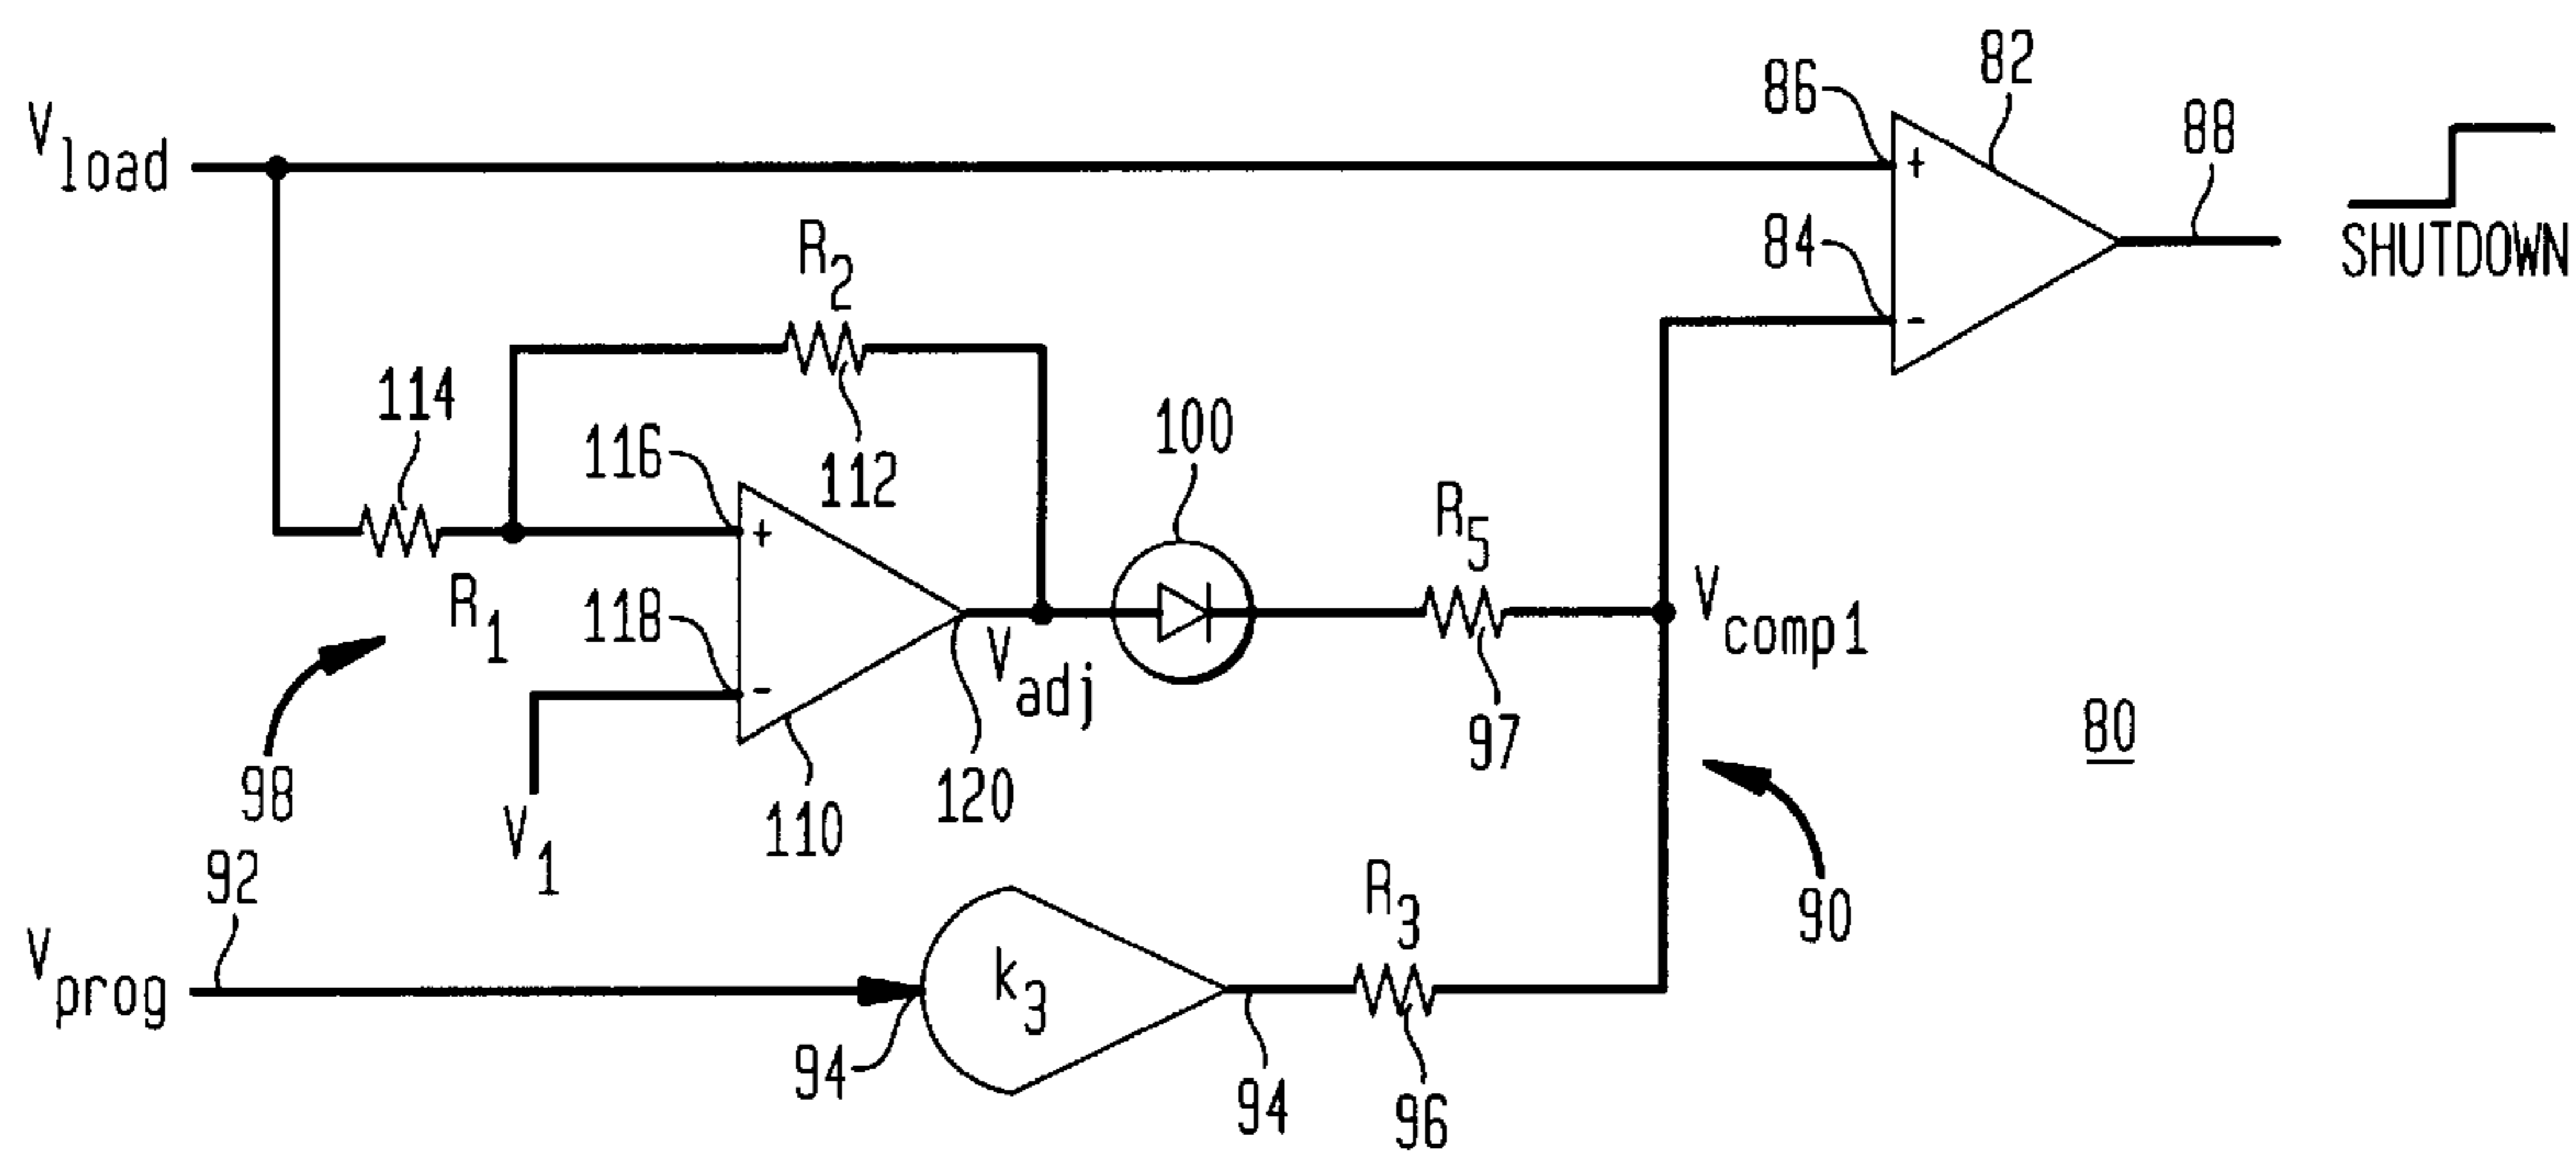 V load
86
82
88
+
84
-
SHUTDOWN
R2
114
116
112
100
R5
+
R1
118
-
Vadj
Vcomp1
98
V1
110
120
97
80
92
90
Vprog
k3
R3
94
94
96